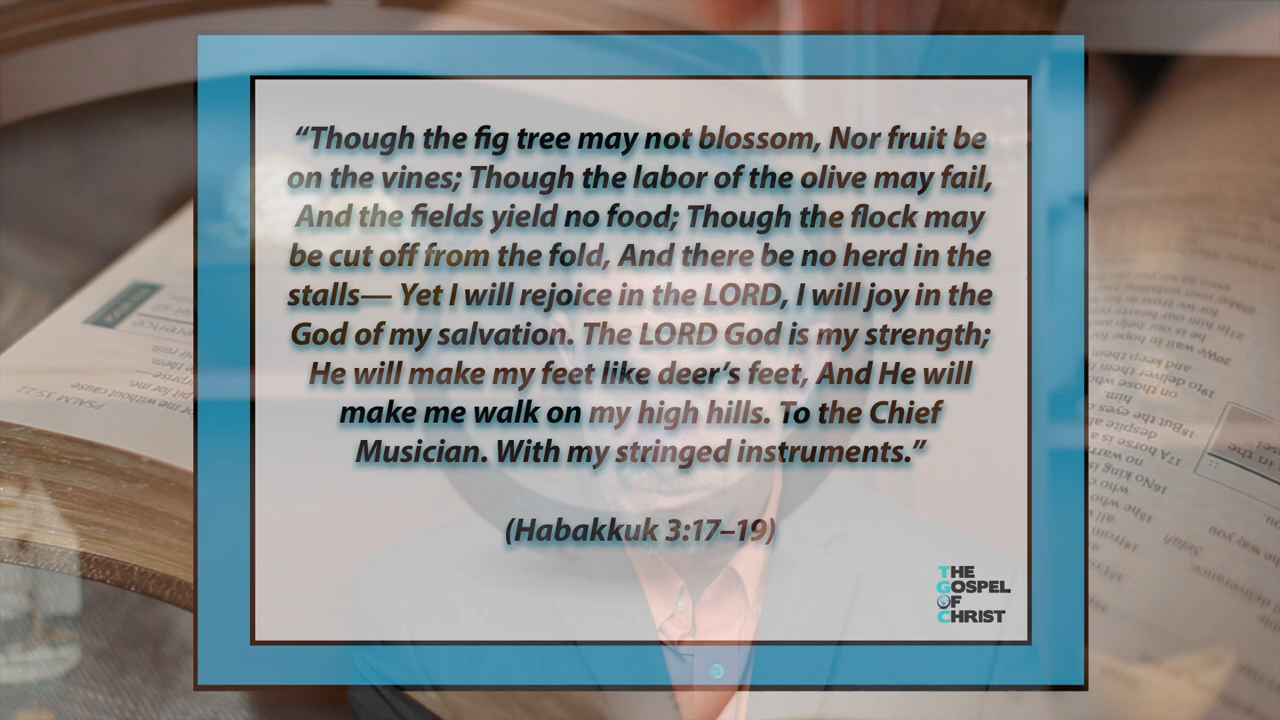 “Though the fig tree may not blossom, Nor fruit be
on the vines; Though the labor of the olive may fail,
And the fields yield no food; Though the flock may
be cut off from the fold, And there be no herd in the
stalls— Yet I will rejoice in the LORD, I will joy in the
God of my salvation. The LORD God is my strength;
He will make my feet like deer’s feet, And He will
make me walk on my high hills. To the Chief
Musician. With my stringed instruments.”
(Habakkuk 3:17–19)
THE
GOSPEL
OF
CHRIST
PSALM 35:22